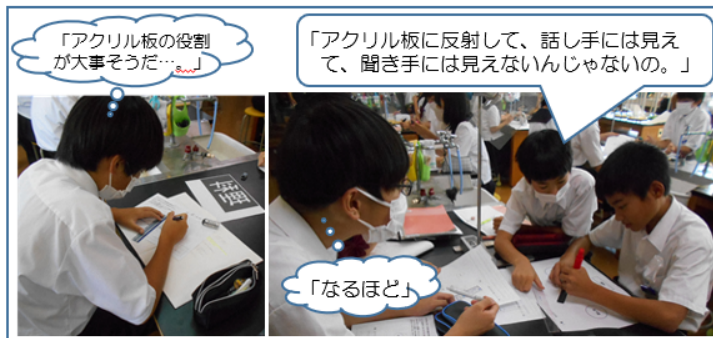 「アクリル板の役割
が大事そうだ…。」
「アクリル板に反射して、話し手には見え
て、聞き手には見えないんじゃないの。」
「なるほど」